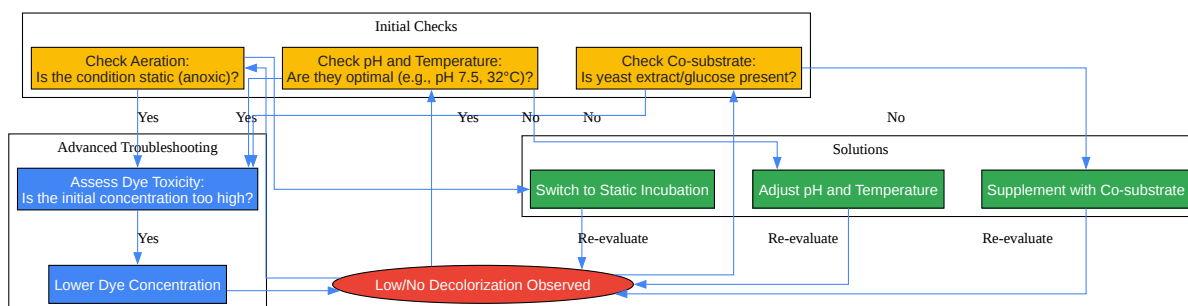 Initial Checks
Check Aeration:
Is the condition static (anoxic)?
Check pH and Temperature:
Are they optimal (e.g., pH 7.5, 32°C)?
Check Co-substrate:
Is yeast extract/glucose present?
Yes
Yes
Yes
No
No
No
Advanced Troubleshooting
Solutions
Assess Dye Toxicity:
Is the initial concentration too high?
Switch to Static Incubation
Adjust pH and Temperature
Supplement with Co-substrate
Yes
Re-evaluate
Re-evaluate
Re-evaluate
Lower Dye Concentration
Low/No Decolorization Observed